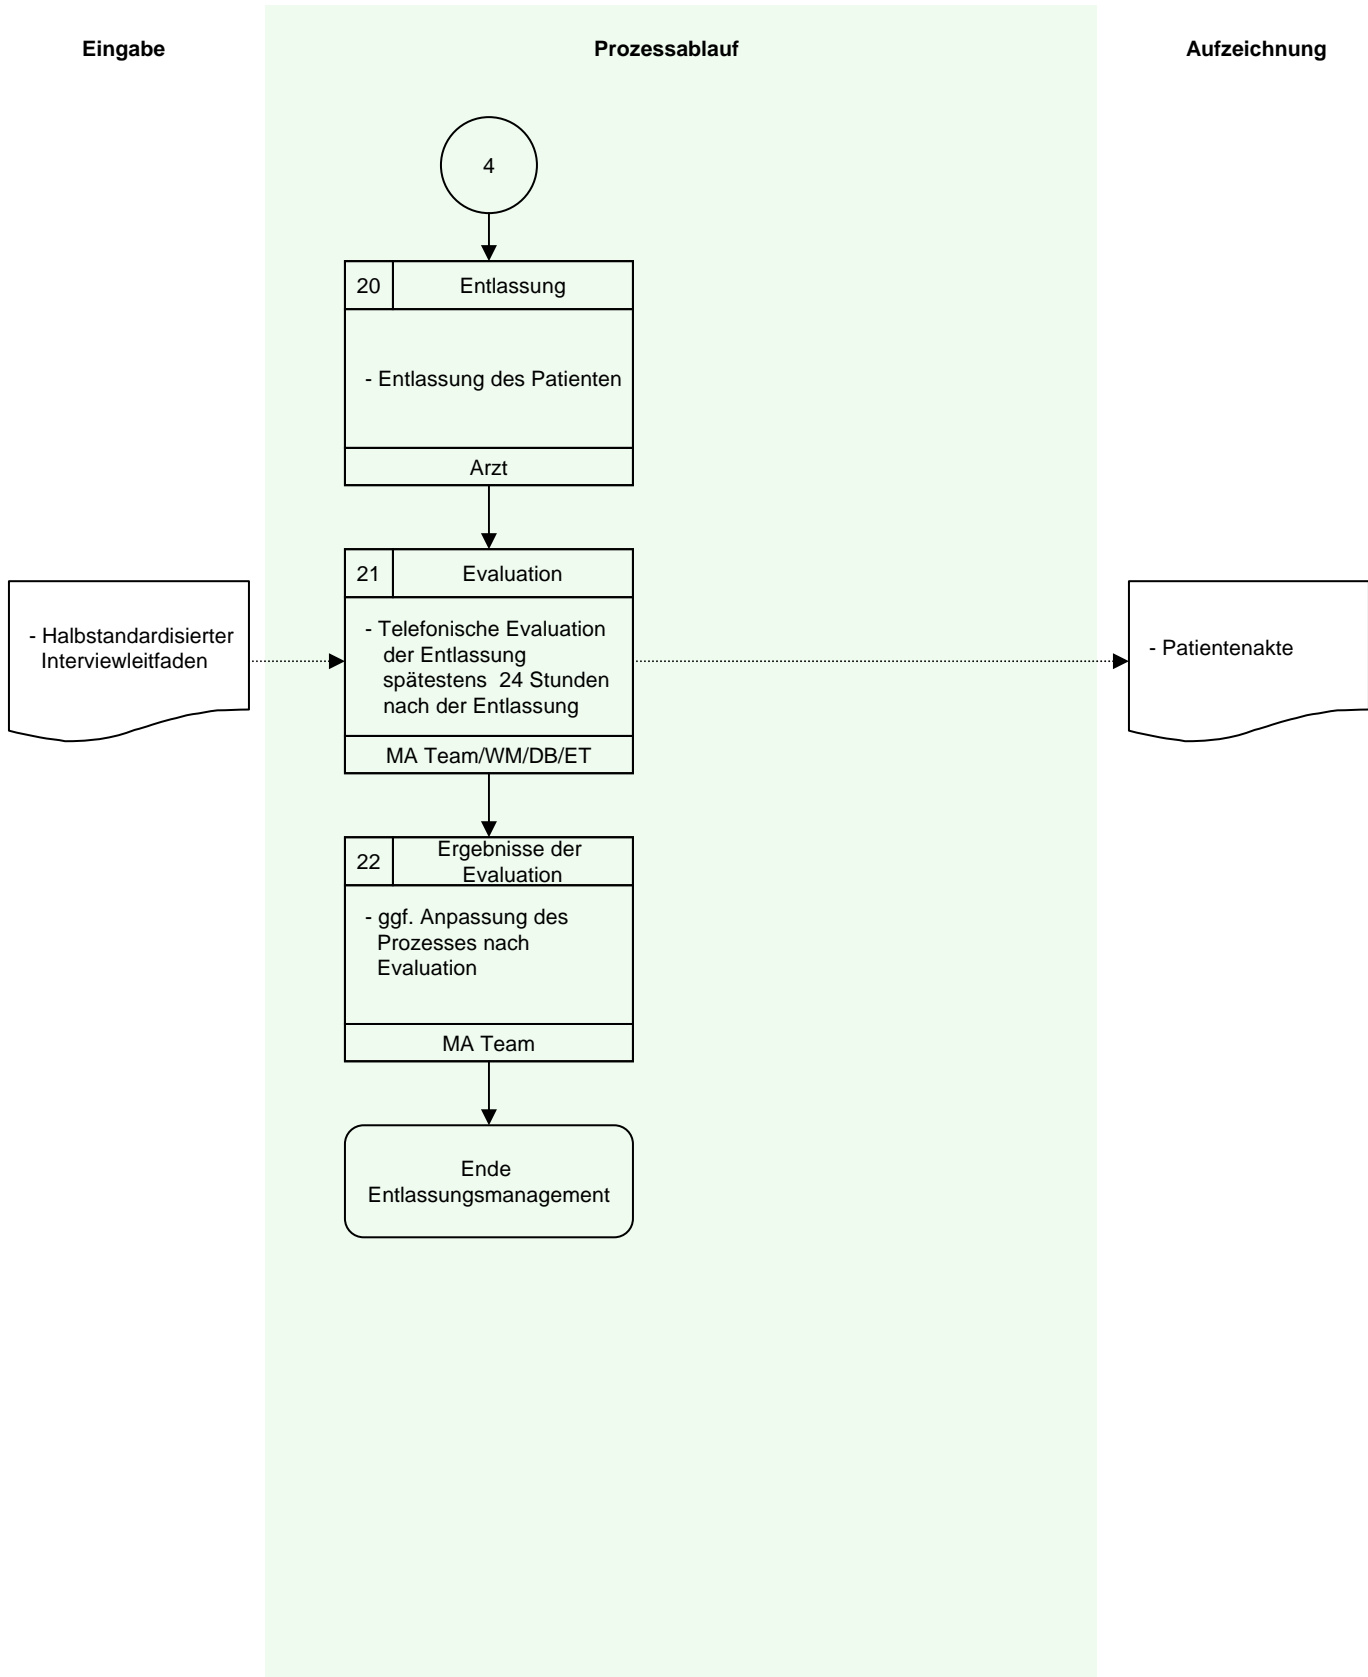 Eingabe
Prozessablauf
Aufzeichnung
4
20
Entlassung
- Entlassung des Patienten
Arzt
21
Evaluation
- Halbstandardisierter
Interviewleitfaden
- Telefonische Evaluation
der Entlassung
spätestens  24 Stunden
nach der Entlassung
- Patientenakte
MA Team/WM/DB/ET
22
Ergebnisse der
Evaluation
- ggf. Anpassung des
Prozesses nach
Evaluation
MA Team
Ende
Entlassungsmanagement